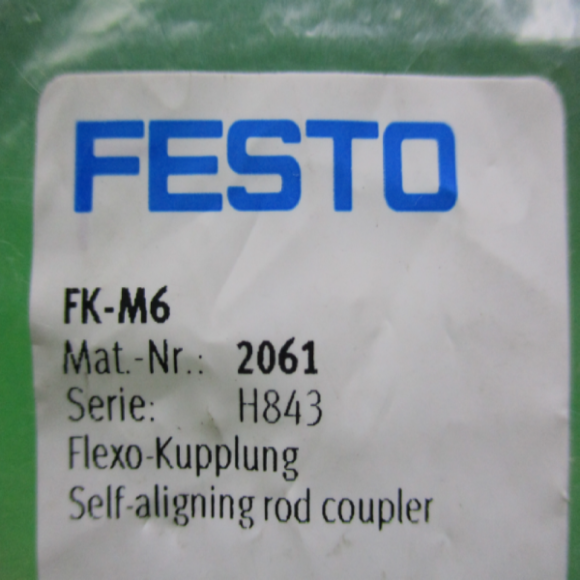 FESTO
FK-M6
Mat.-Nr.: 2061
Serie: H843
Flexo-Kupplung
Self-aligning rod coupler